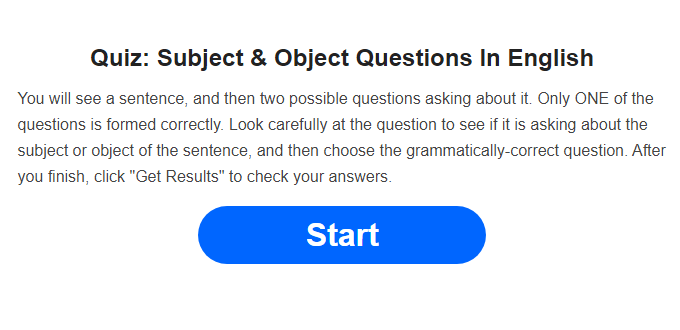 Quiz: Subject & Object Questions In English
You will see a sentence, and then two possible questions asking about it. Only ONE of the
questions is formed correctly. Look carefully at the question to see if it is asking about the
subject or object of the sentence, and then choose the grammatically-correct question. After
you finish, click "Get Results" to check your answers.
Start